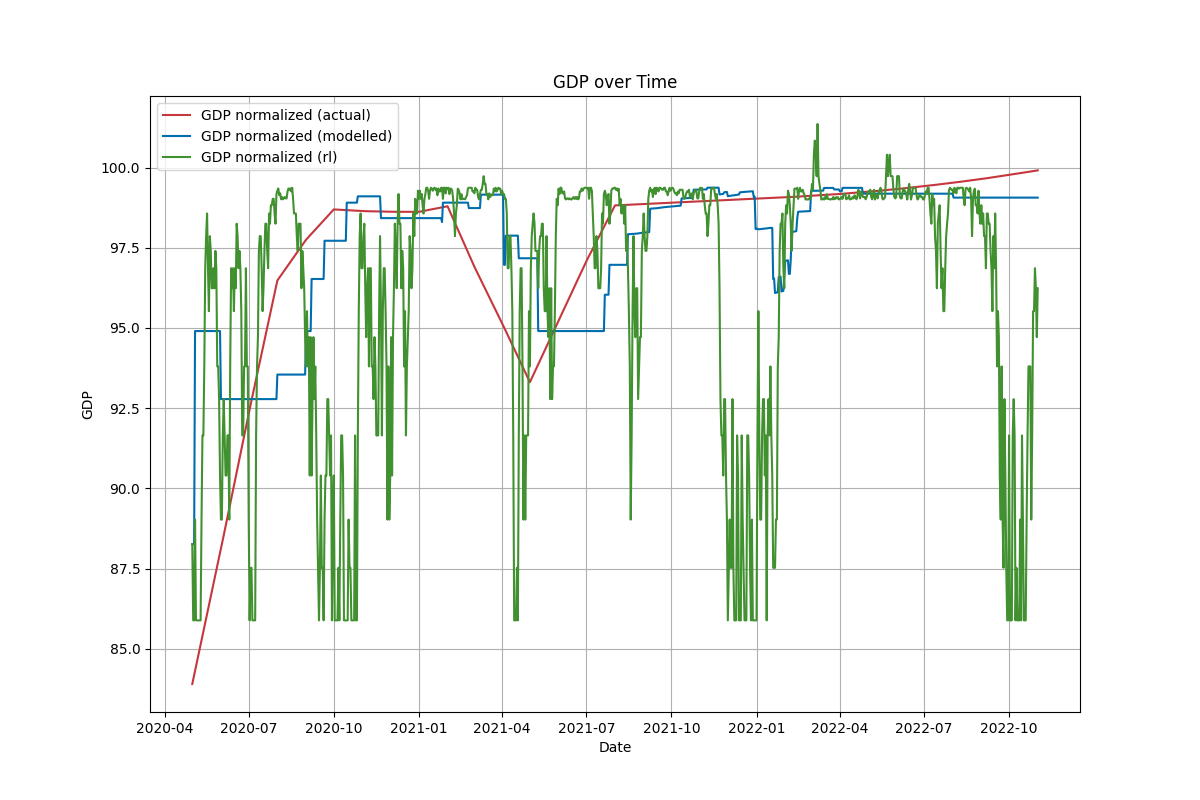 GDP over Time
GDP normalized (actual)
GDP normalized (modelled)
GDP normalized (rl)
100.0
97.5
95.0
92.5
90.0
87.5
85.0
GDP
2020-04 2020-07 2020-10 2021-01 2021-04 2021-07 2021-10 2022-01 2022-04 2022-07 2022-10
Date